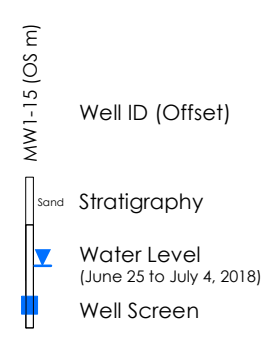 MW1-15 (OS m)
Well ID (Offset)
Sand
Stratigraphy
Water Level
(June 25 to July 4, 2018)
Well Screen